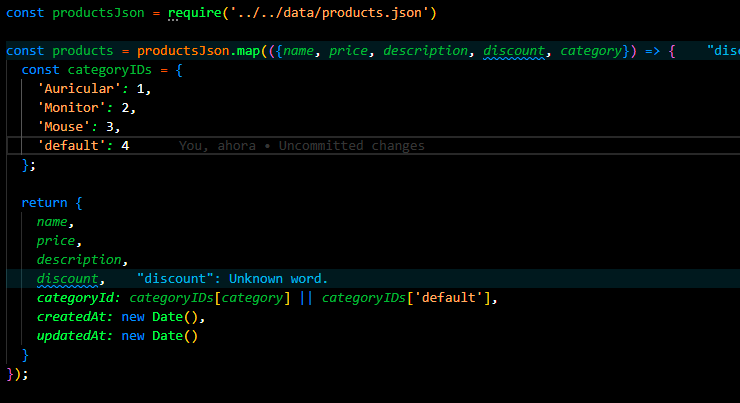 const productsJson = require('../../data/products.json')
const products = productsJson.map(({name, price, description, discount, category}) => {    "disc
  const categoryIDs = {
    'Auricular': 1,
    'Monitor': 2,
    'Mouse': 3,
    'default': 4    You, ahora • Uncommitted changes
  };
  return {
    name,
    price,
    description,
    discount,    "discount": Unknown word.
    categoryId: categoryIDs[category] || categoryIDs['default'],
    createdAt: new Date(),
    updatedAt: new Date()
  }
});